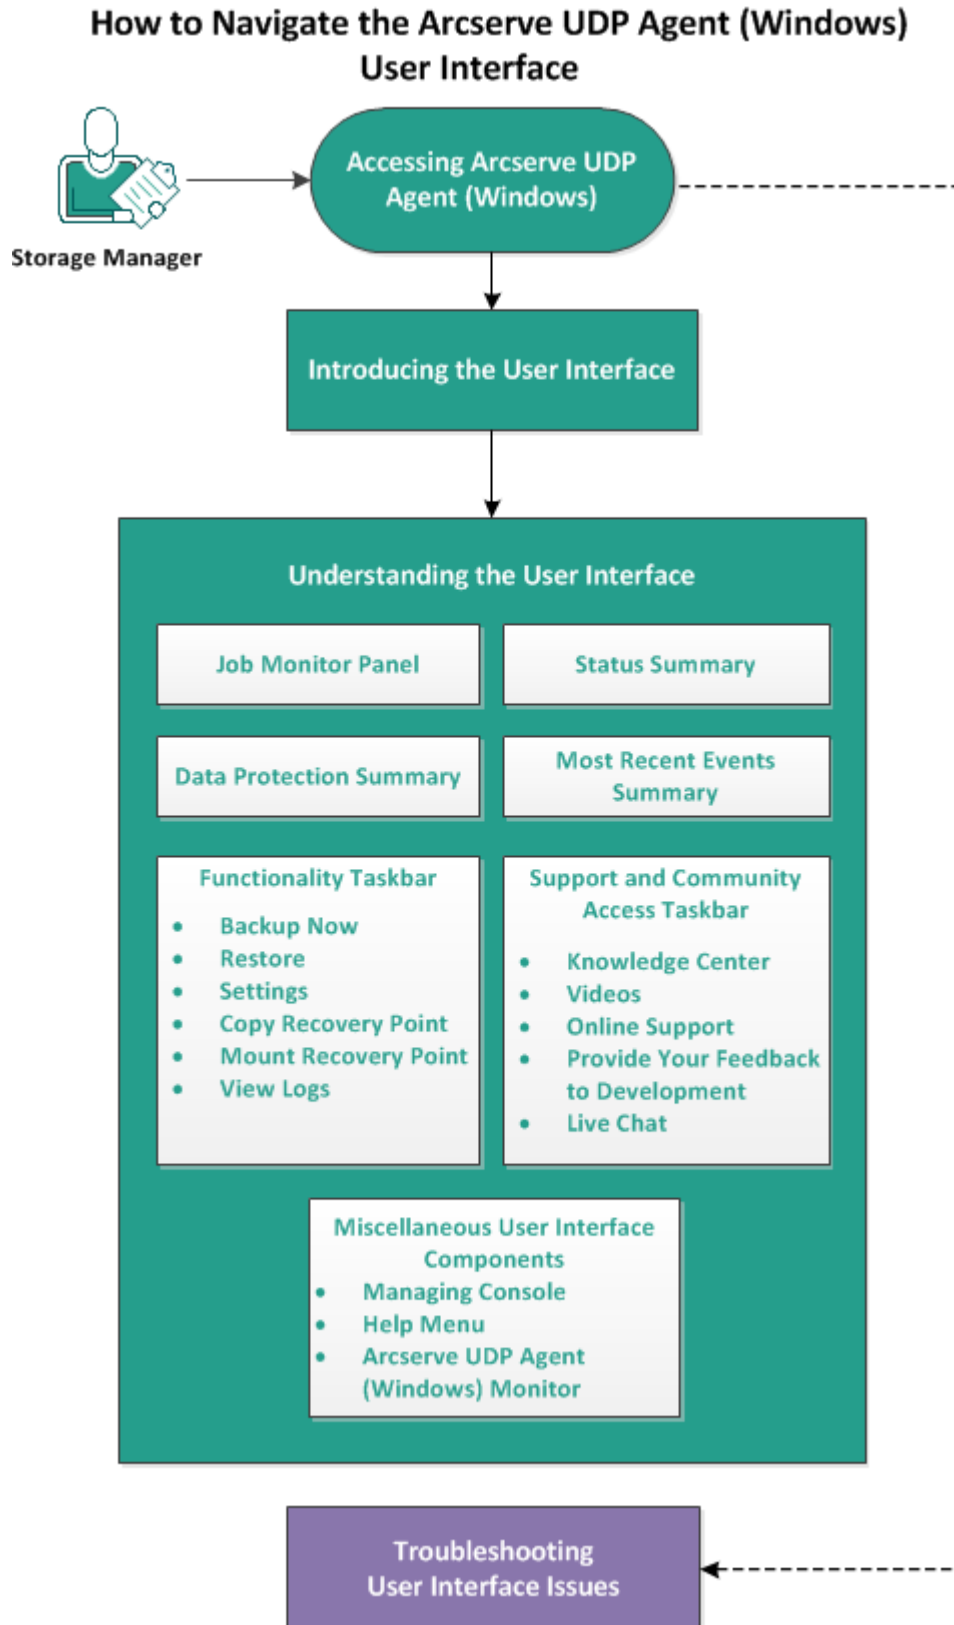 How to Navigate the Arcserve UDP Agent (Windows)
User Interface
Accessing Arcserve UDP
Agent (Windows)
Storage Manager
Introducing the User Interface
Understanding the User Interface
Job Monitor Panel
Status Summary
Data Protection Summary
Most Recent Events
Summary
Functionality Taskbar
• Backup Now
• Restore
• Settings
• Copy Recovery Point
• Mount Recovery Point
• View Logs
Support and Community
Access Taskbar
• Knowledge Center
• Videos
• Online Support
• Provide Your Feedback
to Development
• Live Chat
Miscellaneous User Interface
Components
• Managing Console
• Help Menu
• Arcserve UDP Agent
(Windows) Monitor
Troubleshooting
User Interface Issues